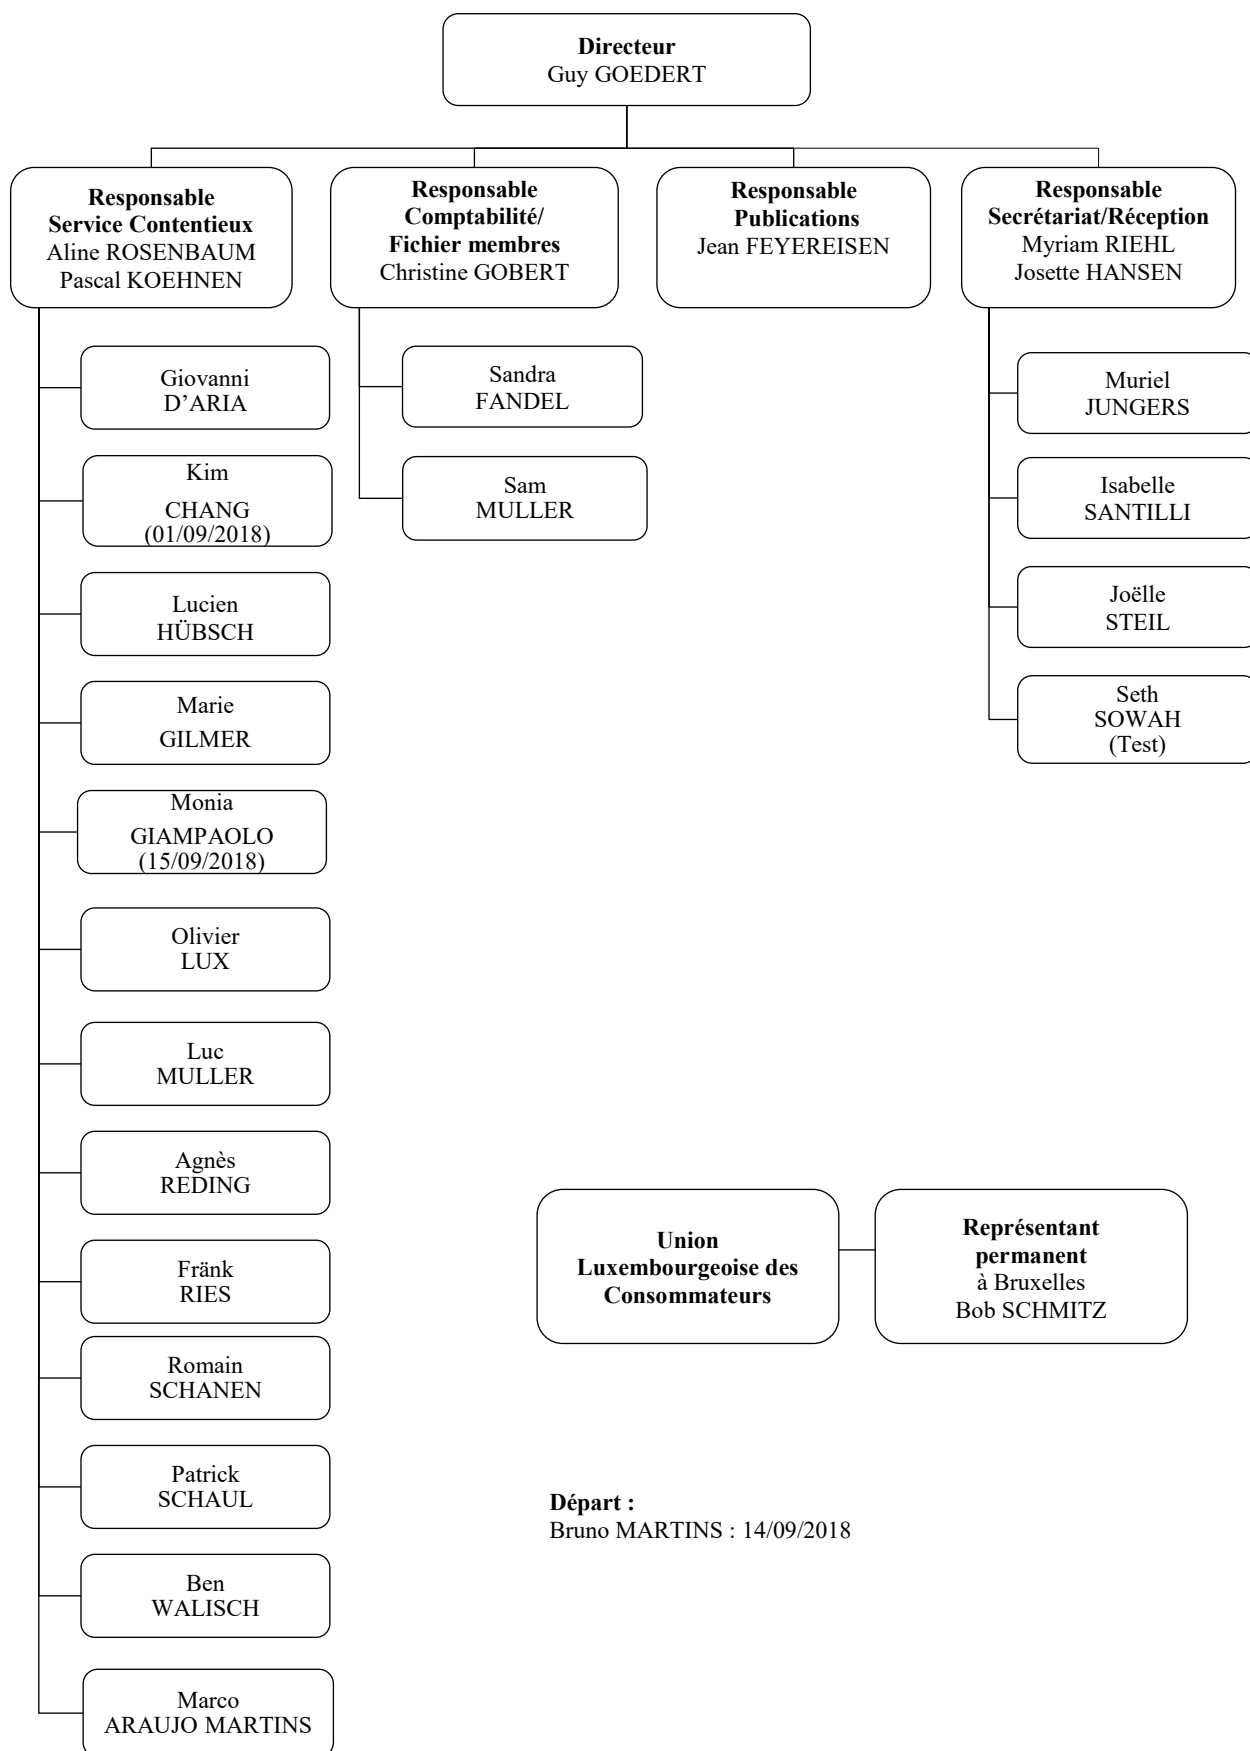 Directeur
Guy GOEDERT
Responsable
Service Contentieux
Aline ROSENBAUM
Pascal KOEHNEN
Responsable
Comptabilité/
Fichier membres
Christine GOBERT
Responsable
Publications
Jean FEYEREISEN
Responsable
Secrétariat/Réception
Myriam RIEHL
Josette HANSEN
Giovanni
D’ARIA
Kim
CHANG
(01/09/2018)
Lucien
HÜBSCH
Marie
GILMER
Monia
GIAMPAOLO
(15/09/2018)
Olivier
LUX
Luc
MULLER
Agnès
REDING
Fränk
RIES
Romain
SCHANEN
Patrick
SCHAUL
Ben
WALISCH
Marco
ARAUJO MARTINS
Sandra
FANDEL
Sam
MULLER
Muriel
JUNGERS
Isabelle
SANTILLI
Joëlle
STEIL
Seth
SOWAH
(Test)
Union
Luxembourgeoise des
Consommateurs
Représentant
permanent
à Bruxelles
Bob SCHMITZ
Départ :
Bruno MARTINS : 14/09/2018